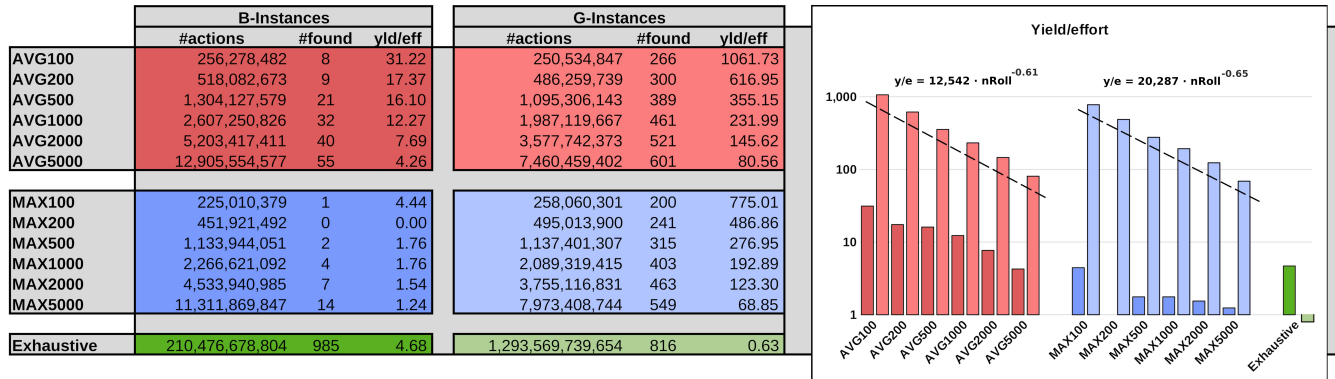 B-Instances G-Instances
#actions #found yld/eff #actions #found yld/eff
AVG100 256,278,482 8 31.22 250,534,847 266 1061.73
AVG200 518,082,673 9 17.37 486,259,739 300 616.95
AVG500 1,304,127,579 21 16.10 1,095,306,143 389 355.15
AVG1000 2,607,250,826 32 12.27 1,987,119,667 461 231.99
AVG2000 5,203,417,411 40 7.69 3,577,742,373 521 145.62
AVG5000 12,905,554,577 55 4.26 7,460,459,402 601 80.56
MAX100 225,010,379 1 4.44 258,060,301 200 775.01
MAX200 451,921,492 0 0.00 495,013,900 241 486.86
MAX500 1,133,944,051 2 1.76 1,137,401,307 315 276.95
MAX1000 2,266,621,092 4 1.76 2,089,319,415 403 192.89
MAX2000 4,533,940,985 7 1.54 3,755,116,831 463 123.30
MAX5000 11,311,869,847 14 1.24 7,973,408,744 549 68.85
Exhaustive 210,476,678,804 985 4.68 1,293,569,739,654 816 0.63
Yield/effort
y/e = 12,542 · nRoll^-0.61 y/e = 20,287 · nRoll^-0.65
1,000
100
10
1
AVG100 AVG200 AVG500 AVG1000 AVG2000 AVG5000 MAX100 MAX200 MAX500 MAX1000 MAX2000 MAX5000 Exhaustive